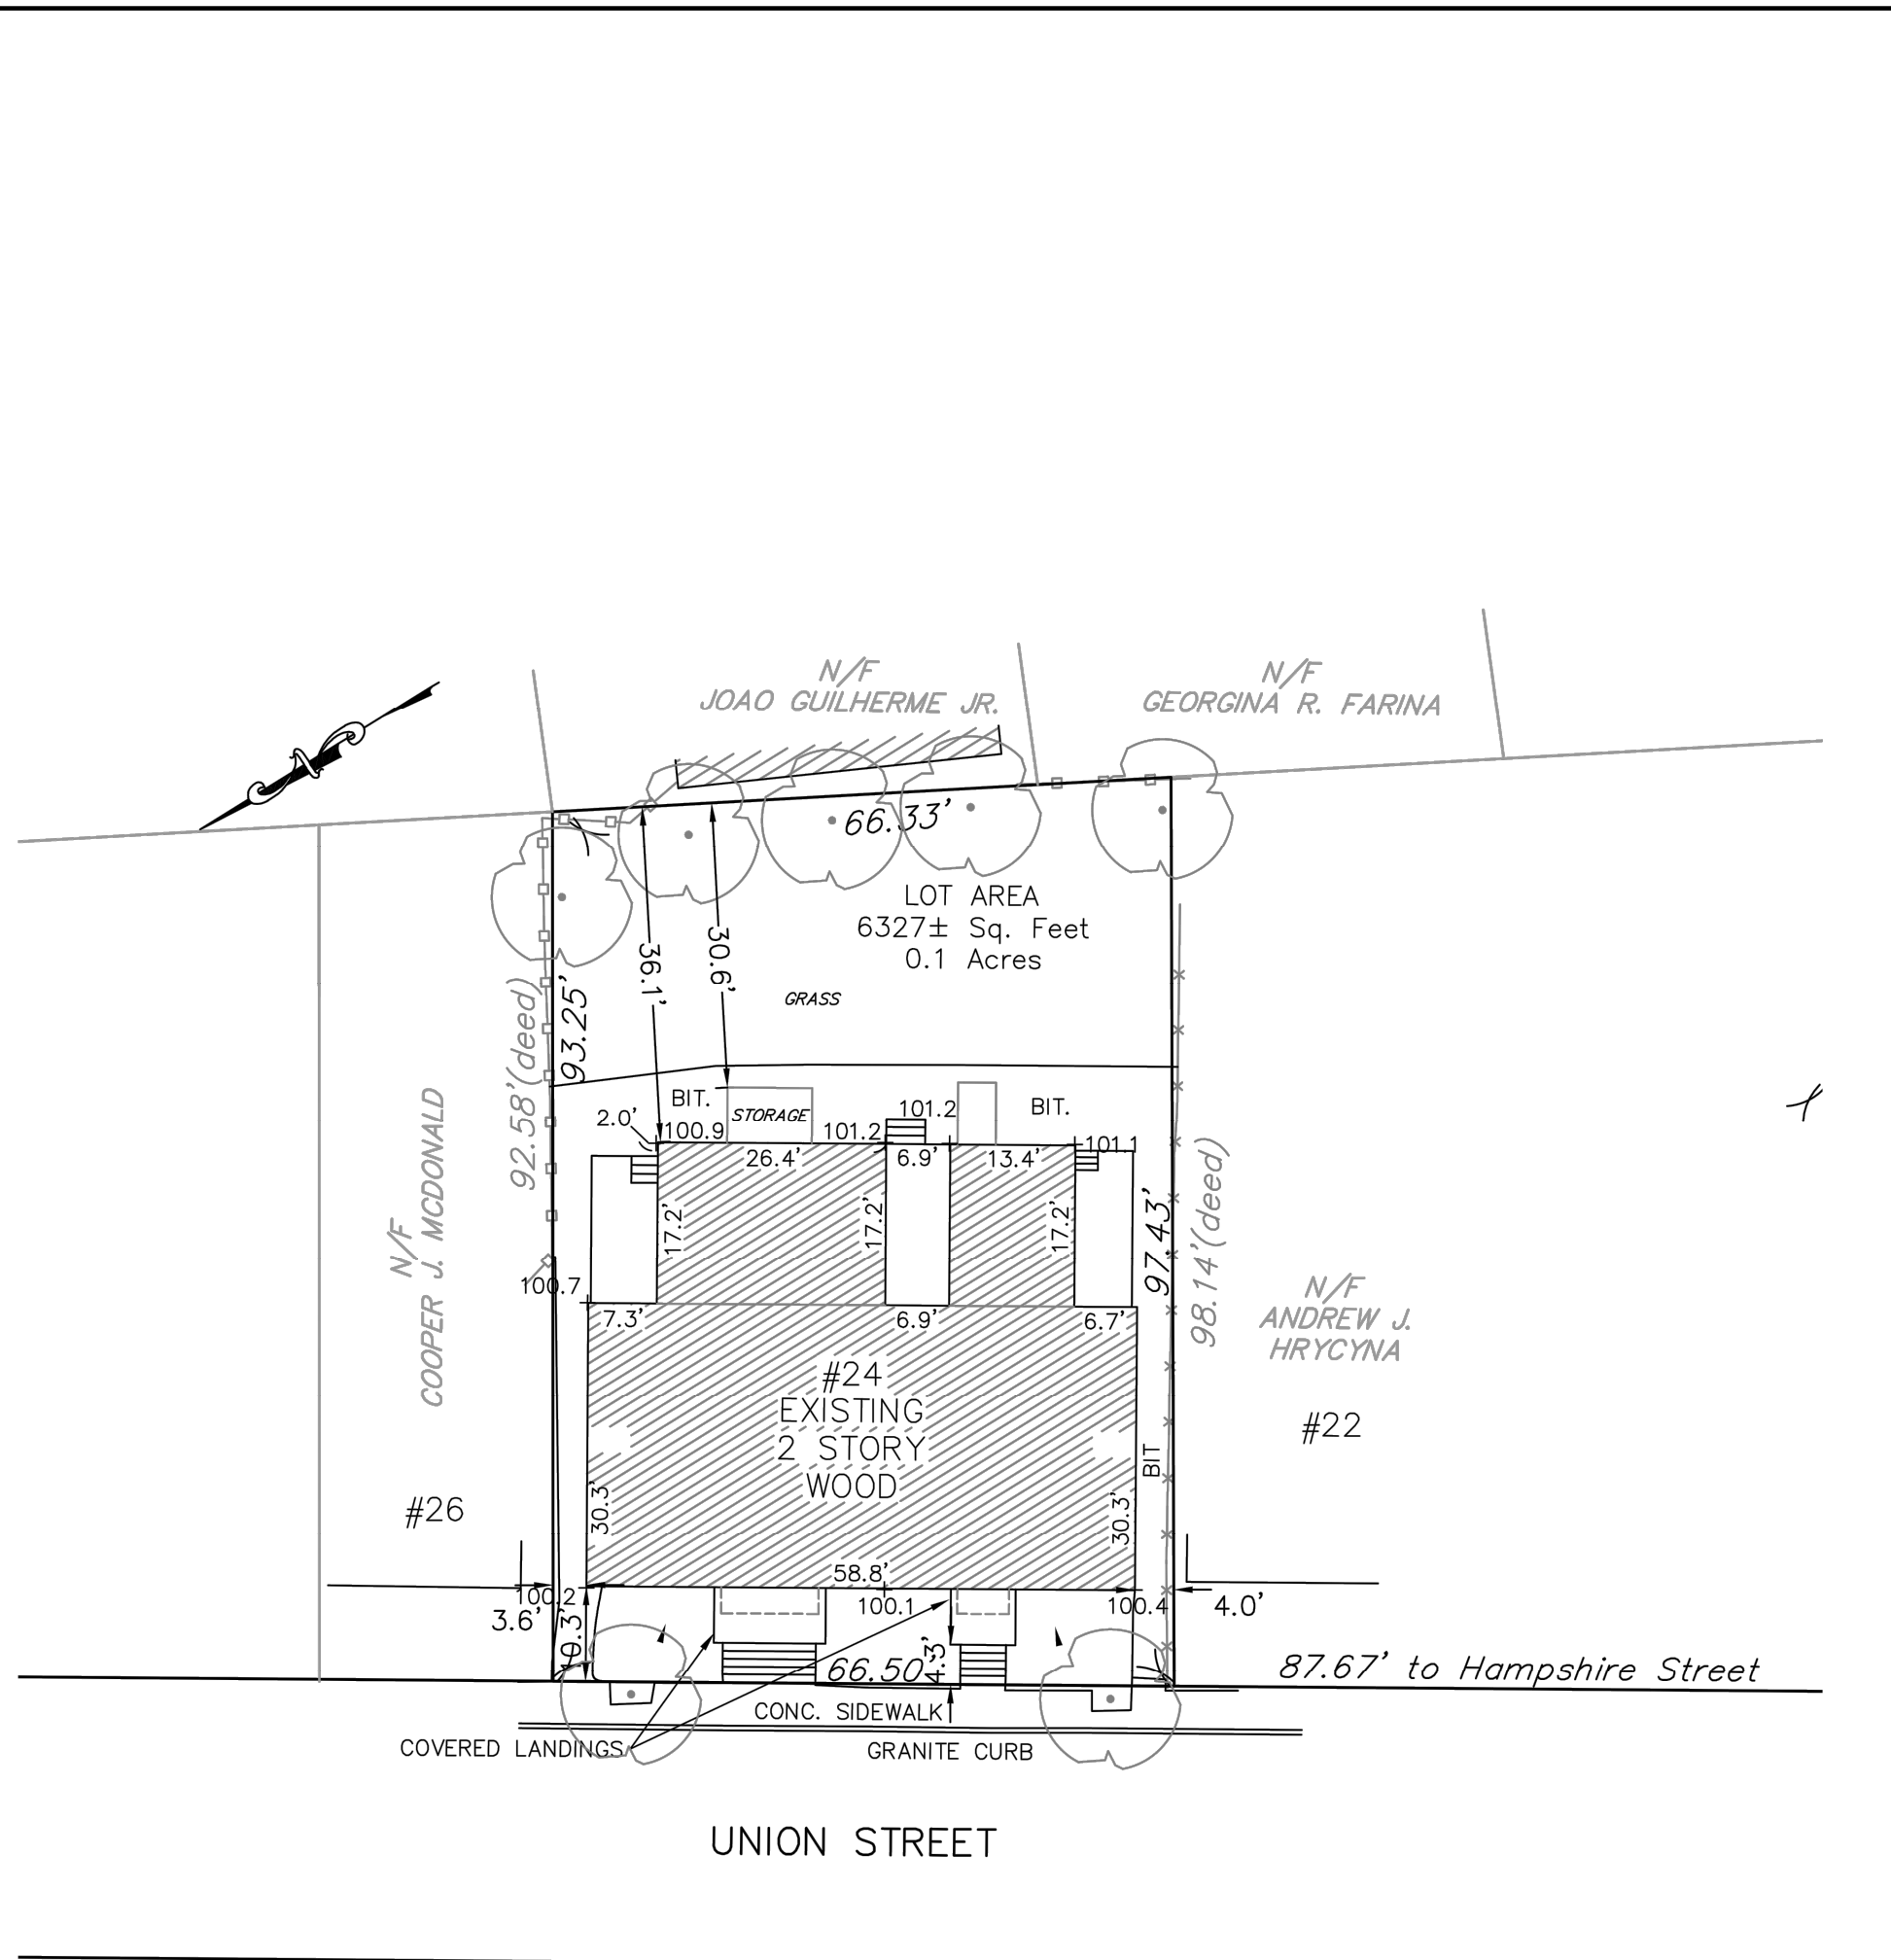 N/F
JOAO GUILHERME JR.
N/F
GEORGINA R. FARINA
N
66.33'
LOT AREA
6327± Sq. Feet
0.1 Acres
36.1'
30.6'
GRASS
92.58'(deed)
93.25'
BIT.
STORAGE
101.2
BIT.
2.0'
100.9
101.2
101.1
26.4'
6.9'
13.4'
17.2'
17.2'
17.2'
97.43'
98.14'(deed)
N/F
COOPER J. MCDONALD
100.7
7.3'
6.9'
6.7'
N/F
ANDREW J.
HRYCYNA
#24
EXISTING
2 STORY
WOOD
#22
BIT
#26
30.3'
30.3'
58.8'
100.2
100.1
100.4
3.6'
4.0'
10.3'
4.3'
66.50'
87.67' to Hampshire Street
CONC. SIDEWALK
COVERED LANDINGS
GRANITE CURB
UNION STREET